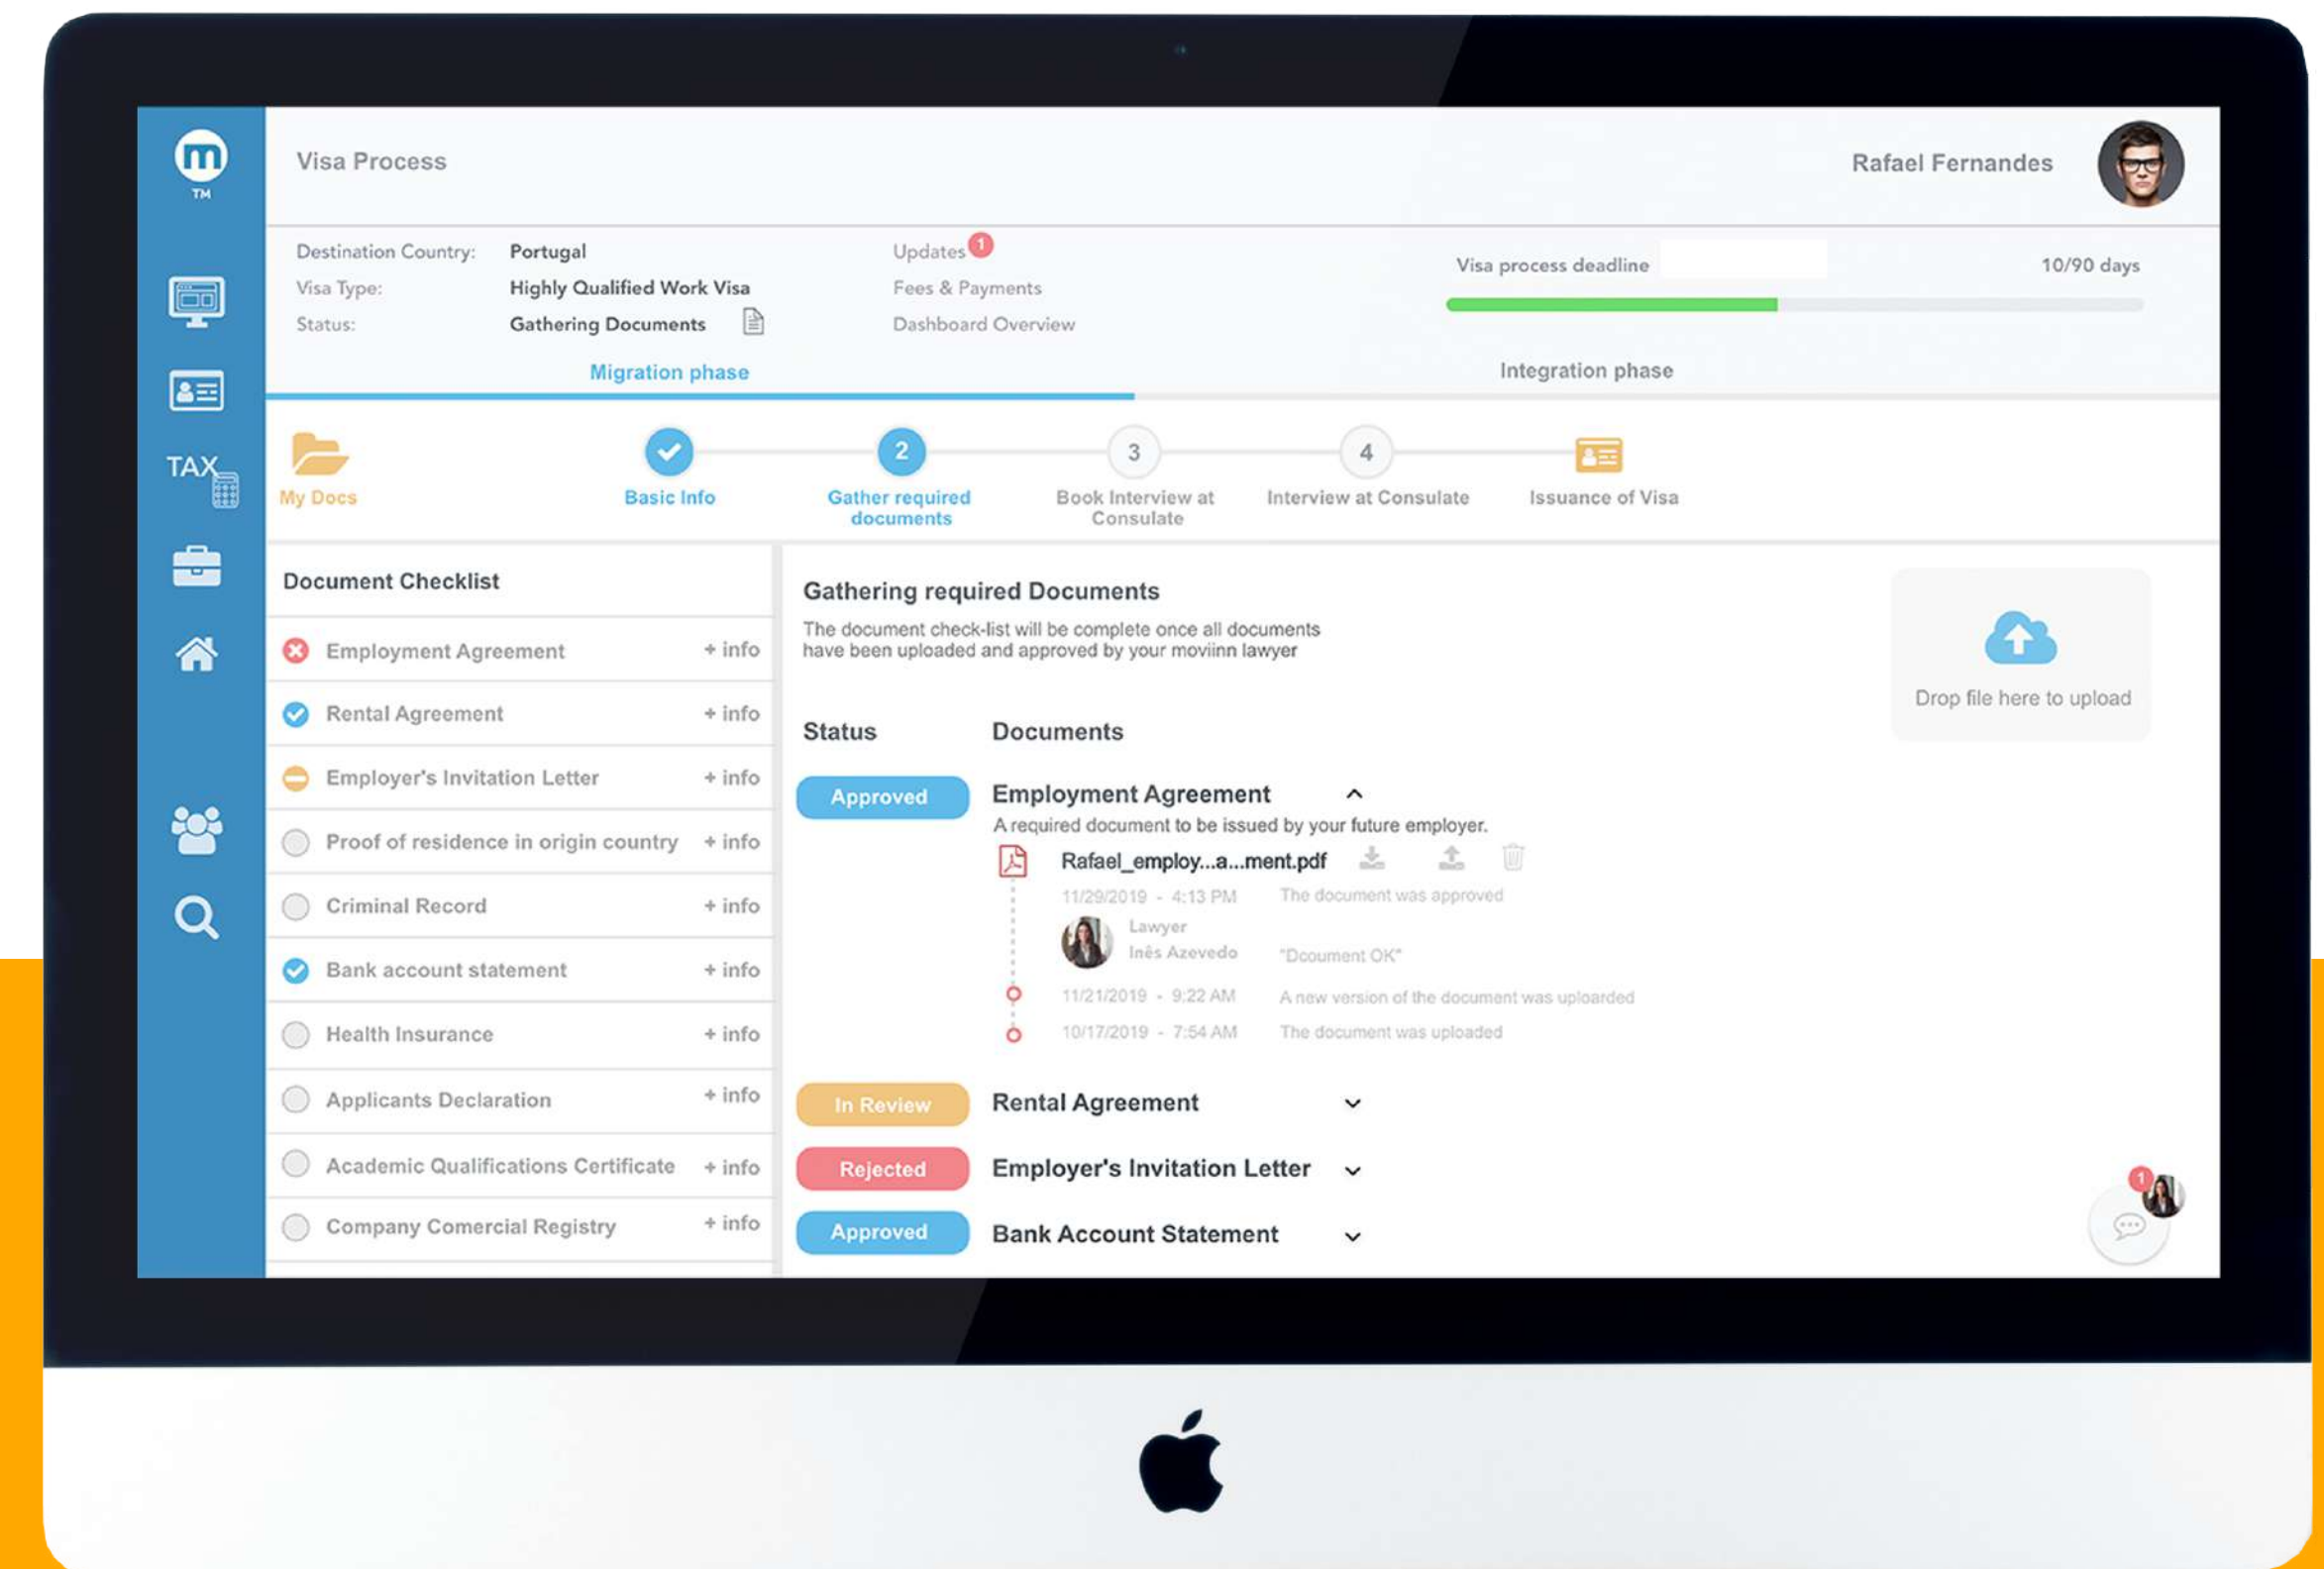 m
TM
Visa Process
Rafael Fernandes
Destination Country: Portugal
Visa Type: Highly Qualified Work Visa
Status: Gathering Documents
Updates 1
Fees & Payments
Dashboard Overview
Visa process deadline 10/90 days
Migration phase
Integration phase
TAX
My Docs
Basic Info
2
Gather required
documents
3
Book Interview at
Consulate
4
Interview at Consulate
Issuance of Visa
Document Checklist
Employment Agreement + info
Rental Agreement + info
Employer's Invitation Letter + info
Proof of residence in origin country + info
Criminal Record + info
Bank account statement + info
Health Insurance + info
Applicants Declaration + info
Academic Qualifications Certificate + info
Company Comercial Registry + info
Gathering required Documents
The document check-list will be complete once all documents
have been uploaded and approved by your moviinn lawyer
Drop file here to upload
Status Documents
Approved Employment Agreement
A required document to be issued by your future employer.
Rafael_employ...a...ment.pdf
11/29/2019 - 4:13 PM The document was approved
Lawyer
Inês Azevedo "Dcoument OK"
11/21/2019 - 9:22 AM A new version of the document was uploarded
10/17/2019 - 7:54 AM The document was uploaded
In Review Rental Agreement
Rejected Employer's Invitation Letter
Approved Bank Account Statement
1